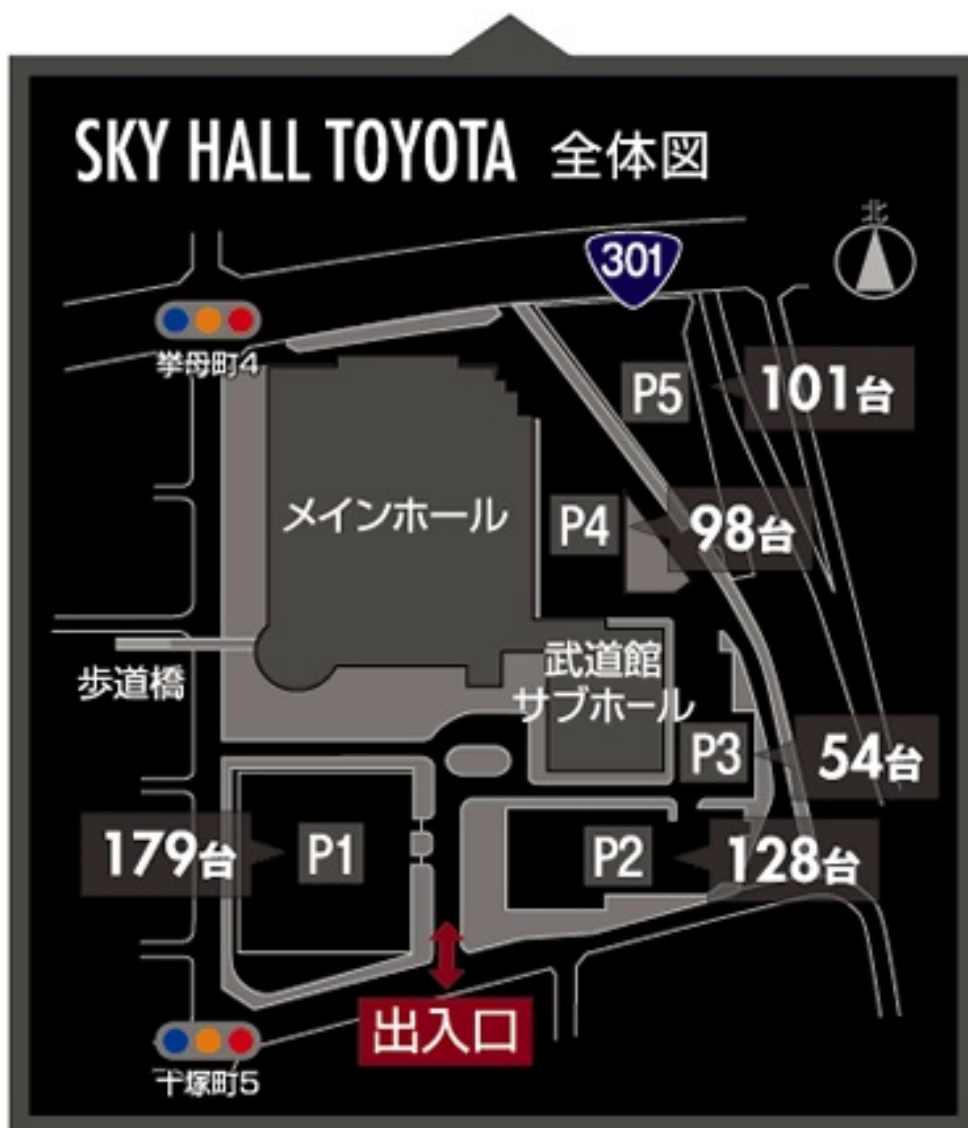 SKY HALL TOYOTA 全体図
北
301
挙母町4
P5 101台
メインホール
P4 98台
武道館
サブホール
歩道橋
P3 54台
179台 P1
P2 128台
出入口
十塚町5